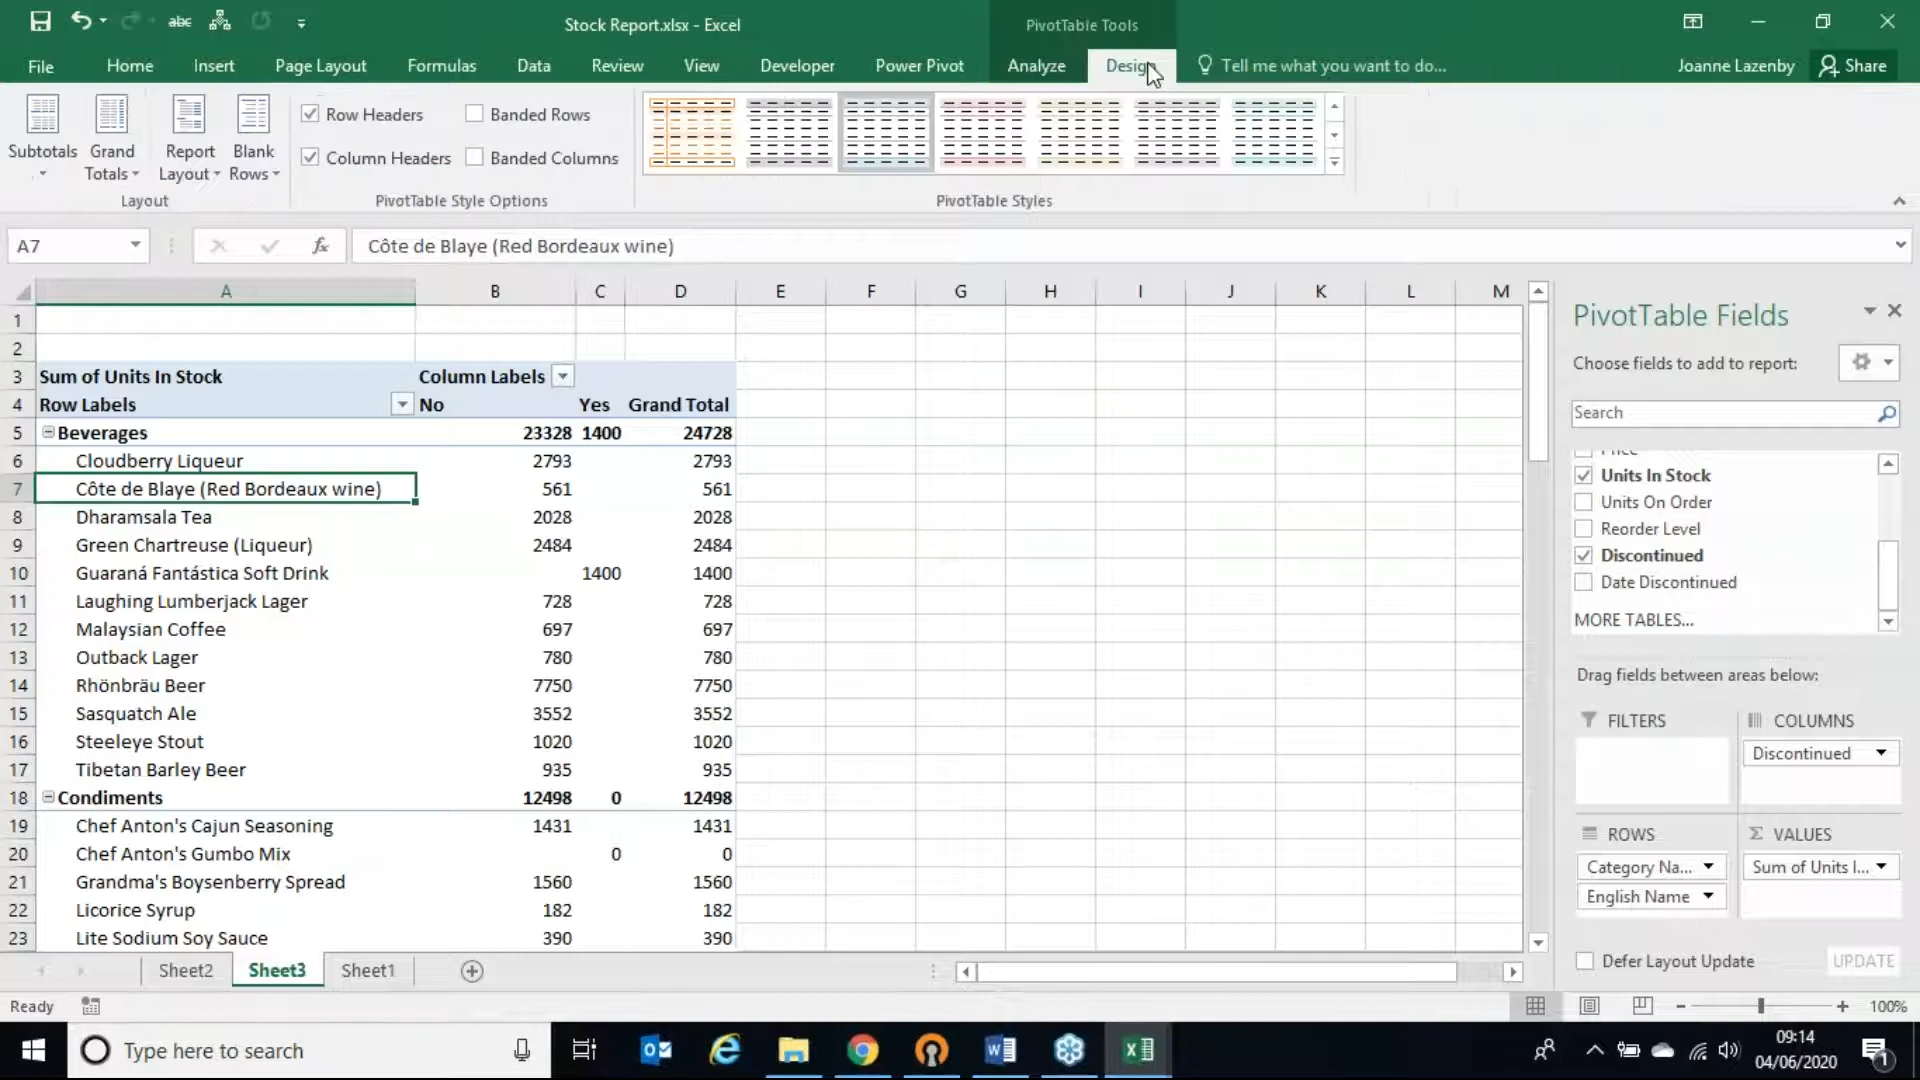 abc
Stock Report.xlsx - Excel
PivotTable Tools
File
Home
Insert
Page Layout
Formulas
Data
Review
View
Developer
Power Pivot
Analyze
Design
Tell me what you want to do...
Joanne Lazenby
Share
Subtotals
Grand
Totals
Report
Layout
Blank
Rows
Layout
Row Headers
Banded Rows
Column Headers
Banded Columns
PivotTable Style Options
PivotTable Styles
A7
fx
Côte de Blaye (Red Bordeaux wine)
A B C D E F G H I J K L M
1
2
3 Sum of Units In Stock Column Labels
4 Row Labels No Yes Grand Total
5 Beverages 23328 1400 24728
6 Cloudberry Liqueur 2793 2793
7 Côte de Blaye (Red Bordeaux wine) 561 561
8 Dharamsala Tea 2028 2028
9 Green Chartreuse (Liqueur) 2484 2484
10 Guaraná Fantástica Soft Drink 1400 1400
11 Laughing Lumberjack Lager 728 728
12 Malaysian Coffee 697 697
13 Outback Lager 780 780
14 Rhönbräu Beer 7750 7750
15 Sasquatch Ale 3552 3552
16 Steeleye Stout 1020 1020
17 Tibetan Barley Beer 935 935
18 Condiments 12498 0 12498
19 Chef Anton's Cajun Seasoning 1431 1431
20 Chef Anton's Gumbo Mix 0 0
21 Grandma's Boysenberry Spread 1560 1560
22 Licorice Syrup 182 182
23 Lite Sodium Soy Sauce 390 390
PivotTable Fields
Choose fields to add to report:
Search
Price
Units In Stock
Units On Order
Reorder Level
Discontinued
Date Discontinued
MORE TABLES...
Drag fields between areas below:
FILTERS
COLUMNS
Discontinued
ROWS
Σ VALUES
Category Na...
Sum of Units I...
English Name
Defer Layout Update
UPDATE
Sheet2
Sheet3
Sheet1
Ready
100%
Type here to search
09:14
04/06/2020
1